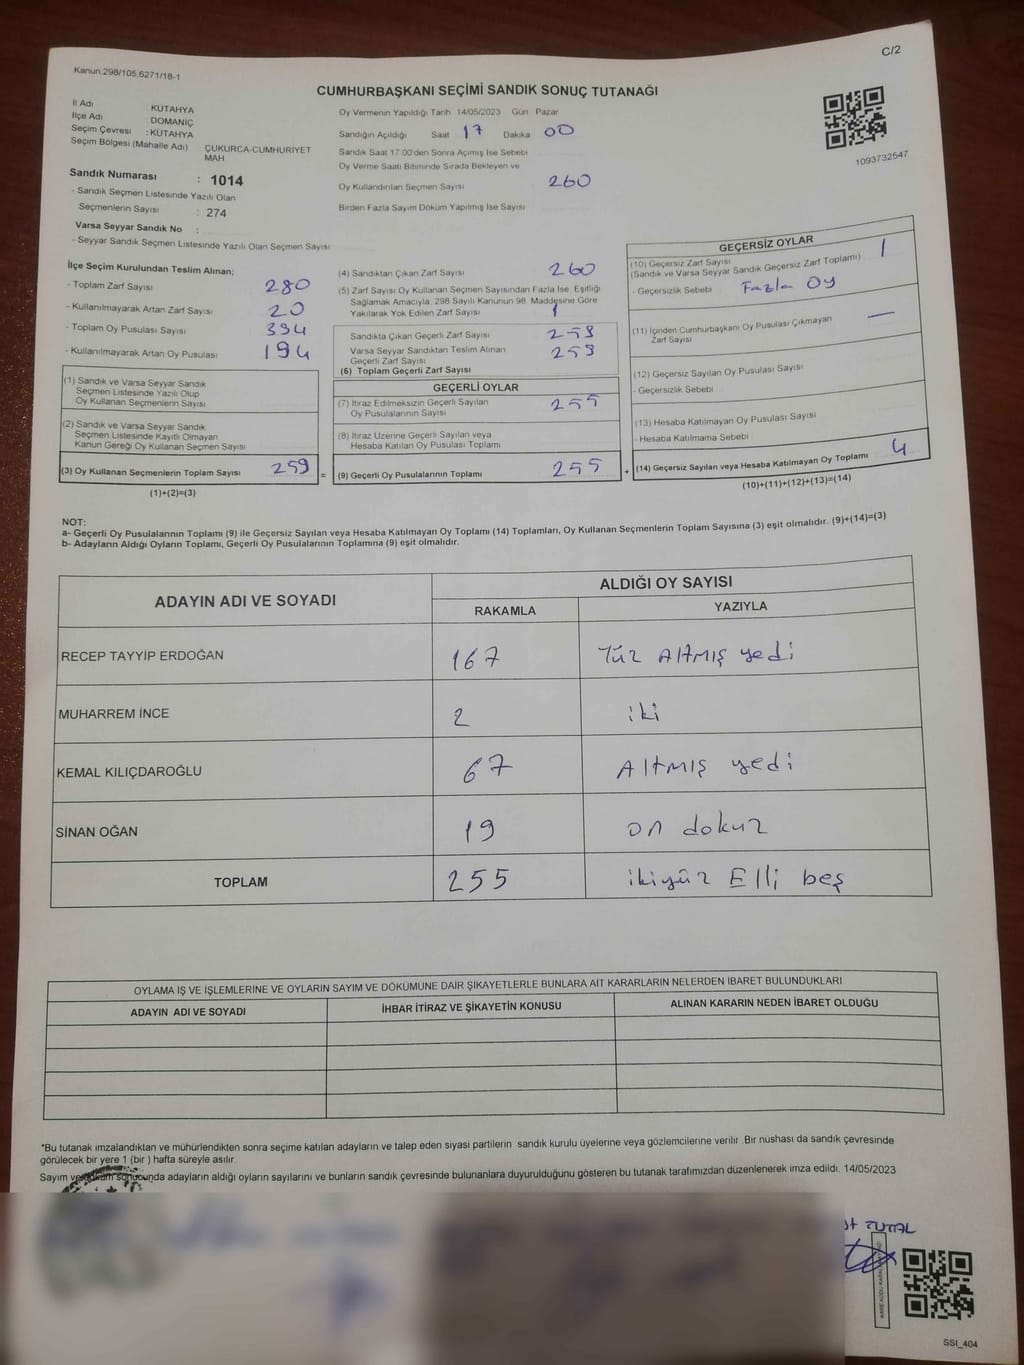 C/2
Kanun;298/105,6271/18-1
CUMHURBAŞKANI SEÇİMİ SANDIK SONUÇ TUTANAĞI
İl Adı KÜTAHYA
İlçe Adı DOMANİÇ
Seçim Çevresi : KÜTAHYA
Seçim Bölgesi (Mahalle Adı) ÇUKURCA-CUMHURİYET MAH
Sandık Numarası : 1014
- Sandık Seçmen Listesinde Yazılı Olan
Seçmenlerin Sayısı : 274
Varsa Seyyar Sandık No :
- Seyyar Sandık Seçmen Listesinde Yazılı Olan Seçmen Sayısı:
Oy Vermenin Yapıldığı Tarih 14/05/2023 Gün Pazar
Sandığın Açıldığı Saat 17 Dakika 00
Sandık Saat 17:00'den Sonra Açılmış İse Sebebi
Oy Verme Saati Bitiminde Sırada Bekleyen ve
Oy Kullandırılan Seçmen Sayısı 260
Birden Fazla Sayım Döküm Yapılmış İse Sayısı
1093732547
İlçe Seçim Kurulundan Teslim Alınan;
- Toplam Zarf Sayısı 280
- Kullanılmayarak Artan Zarf Sayısı 20
- Toplam Oy Pusulası Sayısı 394
- Kullanılmayarak Artan Oy Pusulası 194
(1) Sandık ve Varsa Seyyar Sandık
Seçmen Listesinde Yazılı Olup
Oy Kullanan Seçmenlerin Sayısı
(2) Sandık ve Varsa Seyyar Sandık
Seçmen Listesinde Kayıtlı Olmayan
Kanun Gereği Oy Kullanan Seçmen Sayısı
(3) Oy Kullanan Seçmenlerin Toplam Sayısı 259 =
(1)+(2)=(3)
(4) Sandıktan Çıkan Zarf Sayısı 260
(5) Zarf Sayısı Oy Kullanan Seçmen Sayısından Fazla İse, Eşitliği
Sağlamak Amacıyla, 298 Sayılı Kanunun 98. Maddesine Göre
Yakılarak Yok Edilen Zarf Sayısı 1
Sandıkta Çıkan Geçerli Zarf Sayısı 259
Varsa Seyyar Sandıktan Teslim Alınan
Geçerli Zarf Sayısı 259
(6) Toplam Geçerli Zarf Sayısı
GEÇERLİ OYLAR
(7) İtiraz Edilmeksizin Geçerli Sayılan
Oy Pusulalarının Sayısı 255
(8) İtiraz Üzerine Geçerli Sayılan veya
Hesaba Katılan Oy Pusulası Toplamı
(9) Geçerli Oy Pusulalarının Toplamı 255 +
GEÇERSİZ OYLAR
(10) Geçersiz Zarf Sayısı 1
(Sandık ve Varsa Seyyar Sandık Geçersiz Zarf Toplamı)
- Geçersizlik Sebebi Fazla Oy
(11) İçinden Cumhurbaşkanı Oy Pusulası Çıkmayan
Zarf Sayısı —
(12) Geçersiz Sayılan Oy Pusulası Sayısı
- Geçersizlik Sebebi
(13) Hesaba Katılmayan Oy Pusulası Sayısı
- Hesaba Katılmama Sebebi
(14) Geçersiz Sayılan veya Hesaba Katılmayan Oy Toplamı 4
(10)+(11)+(12)+(13)=(14)
NOT:
a- Geçerli Oy Pusulalarının Toplamı (9) ile Geçersiz Sayılan veya Hesaba Katılmayan Oy Toplamı (14) Toplamları, Oy Kullanan Seçmenlerin Toplam Sayısına (3) eşit olmalıdır. (9)+(14)=(3)
b- Adayların Aldığı Oyların Toplamı, Geçerli Oy Pusulalarının Toplamına (9) eşit olmalıdır.
ADAYIN ADI VE SOYADI
ALDIĞI OY SAYISI
RAKAMLA YAZIYLA
RECEP TAYYİP ERDOĞAN 167 Yüz Altmış yedi
MUHARREM İNCE 2 iki
KEMAL KILIÇDAROĞLU 67 Altmış yedi
SİNAN OĞAN 19 on dokuz
TOPLAM 255 ikiyüz Elli beş
OYLAMA İŞ VE İŞLEMLERİNE VE OYLARIN SAYIM VE DÖKÜMÜNE DAİR ŞİKAYETLERLE BUNLARA AİT KARARLARIN NELERDEN İBARET BULUNDUKLARI
ADAYIN ADI VE SOYADI İHBAR İTİRAZ VE ŞİKAYETİN KONUSU ALINAN KARARIN NEDEN İBARET OLDUĞU
*Bu tutanak imzalandıktan ve mühürlendikten sonra seçime katılan adayların ve talep eden siyasi partilerin sandık kurulu üyelerine veya gözlemcilerine verilir .Bir nushası da sandık çevresinde
görülecek bir yere 1 (bir ) hafta süreyle asılır.
Sayım ve döküm sonucunda adayların aldığı oyların sayılarını ve bunların sandık çevresinde bulunanlara duyurulduğunu gösteren bu tutanak tarafımızdan düzenlenerek imza edildi. 14/05/2023
TUTAL
SSI_404